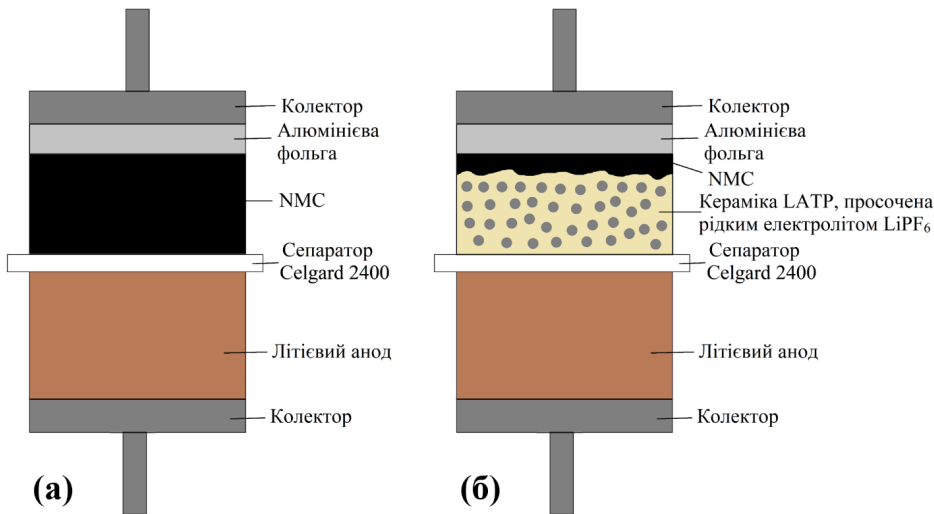 Колектор
Алюмінієва
фольга
NMC
Сепаратор
Celgard 2400
Літієвий анод
Колектор
(а)
Колектор
Алюмінієва
фольга
NMC
Кераміка LATP, просочена
рідким електролітом LiPF₆
Сепаратор
Celgard 2400
Літієвий анод
Колектор
(б)